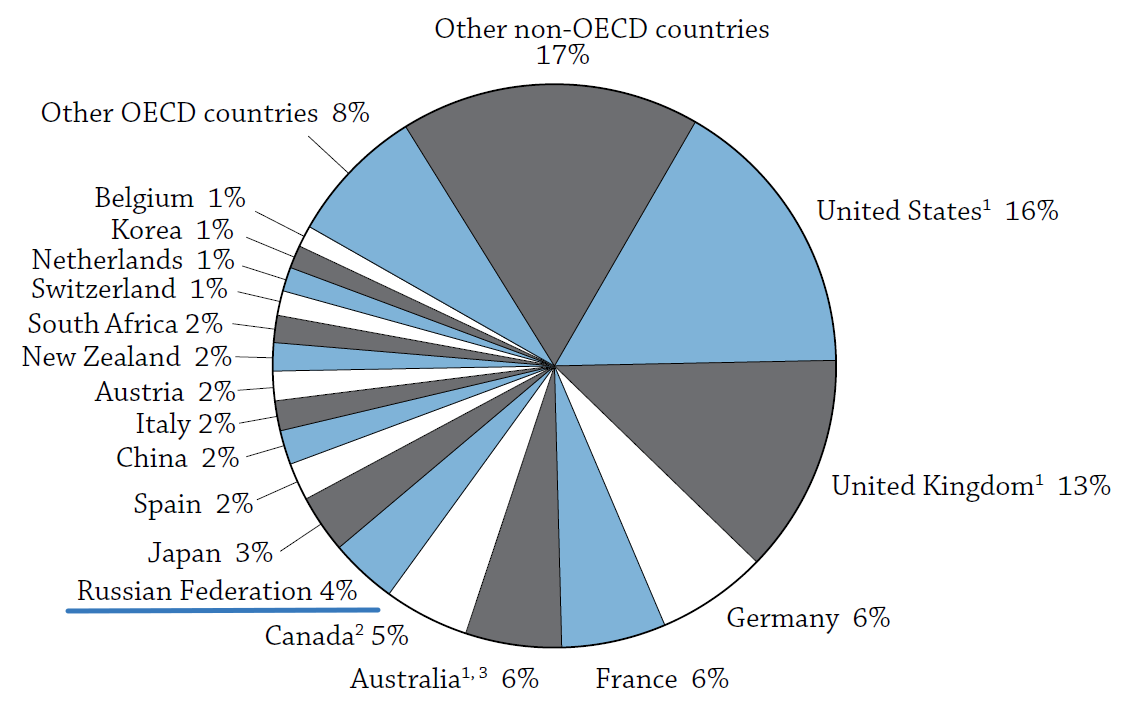 Other non-OECD countries
17%
Other OECD countries 8%
Belgium 1%
Korea 1%
Netherlands 1%
Switzerland 1%
South Africa 2%
New Zealand 2%
Austria 2%
Italy 2%
China 2%
Spain 2%
Japan 3%
Russian Federation 4%
Canada² 5%
Australia¹,³ 6%
France 6%
Germany 6%
United Kingdom¹ 13%
United States¹ 16%